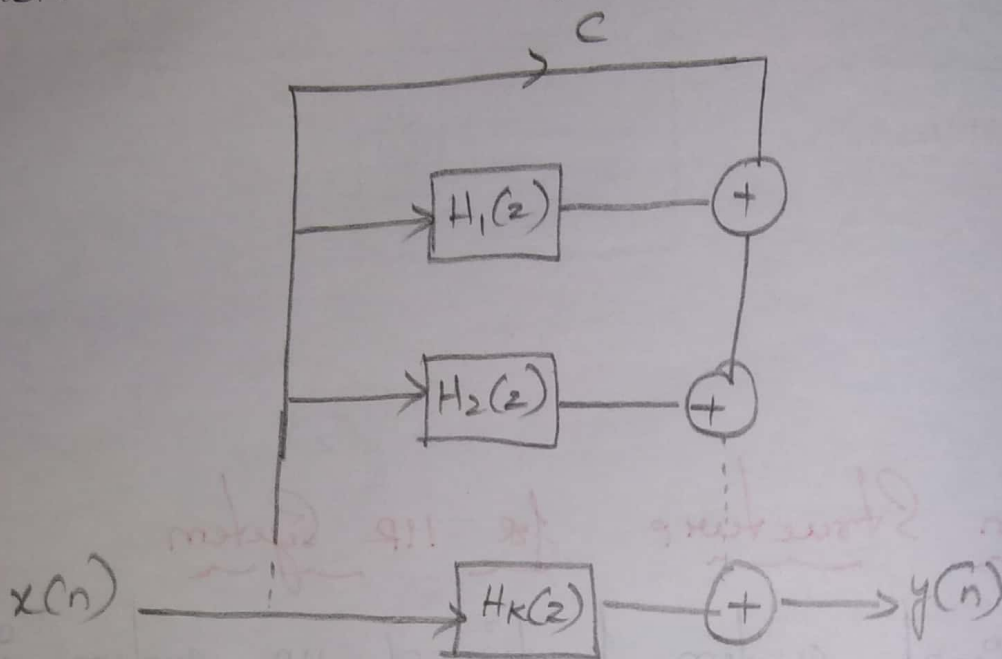 C
H₁(z)
+
H₂(z)
+
x(n)
Hₖ(z)
+
y(n)